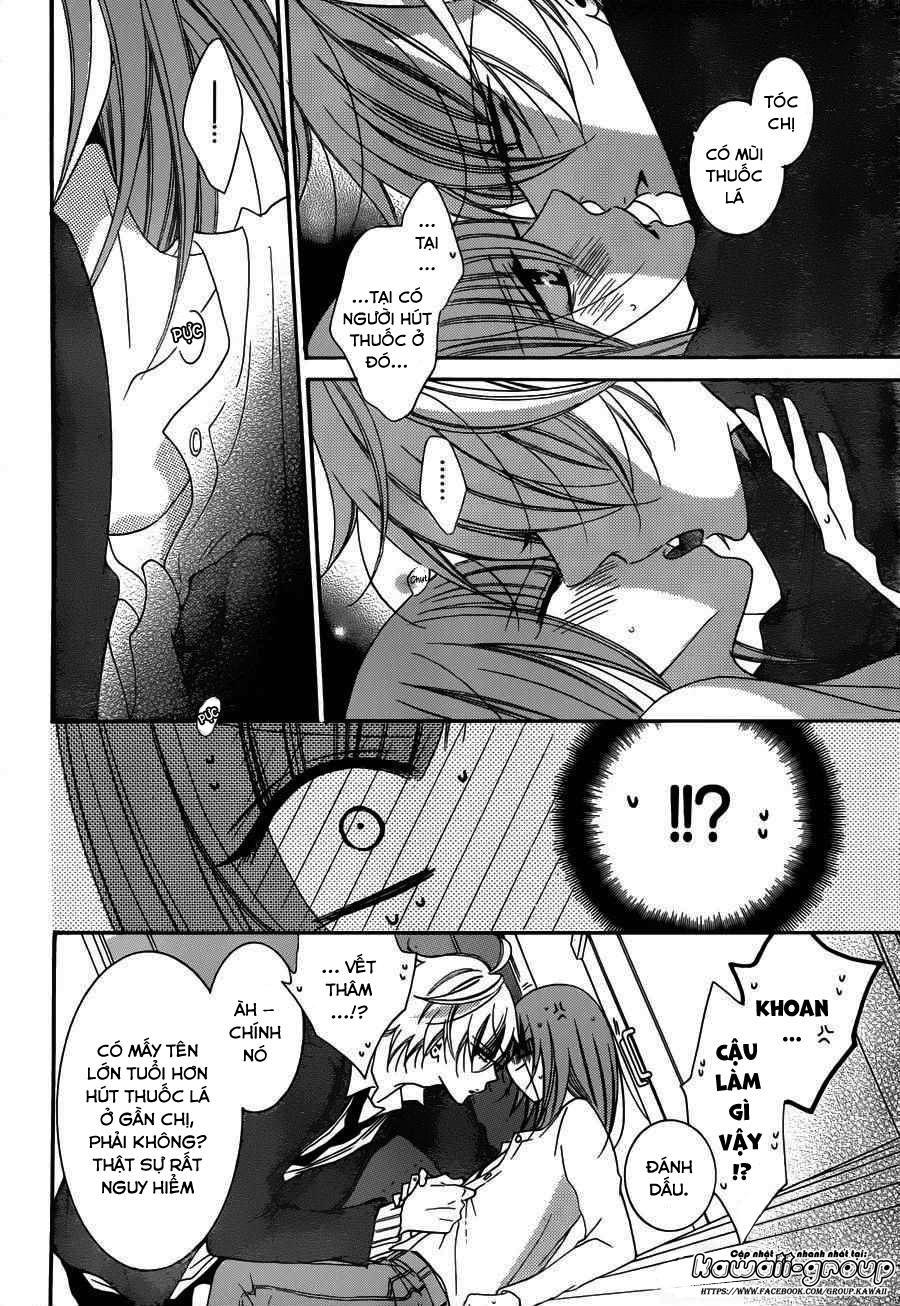 TÓC
CHỊ
CÓ MÙI
THUỐC
LÁ
...
TẠI
...
...TẠI CÓ
NGƯỜI HÚT
THUỐC Ở
ĐÓ...
......
PỰC
......
Chụt
PỰC
!!?
KHOAN
...
CẬU
LÀM
GÌ
VẬY
!?
ĐÁNH
DẤU.
... VẾT
THÂM
...!?
ÀH –
CHÍNH
NÓ
CÓ MẤY TÊN
LỚN TUỔI HƠN
HÚT THUỐC LÁ
Ở GẦN CHỊ,
PHẢI KHÔNG?
THẬT SỰ RẤT
NGUY HIỂM
Cập nhật nhanh nhất tại:
kawaii-group
HTTPS://WWW.FACEBOOK.COM/GROUP.KAWAII